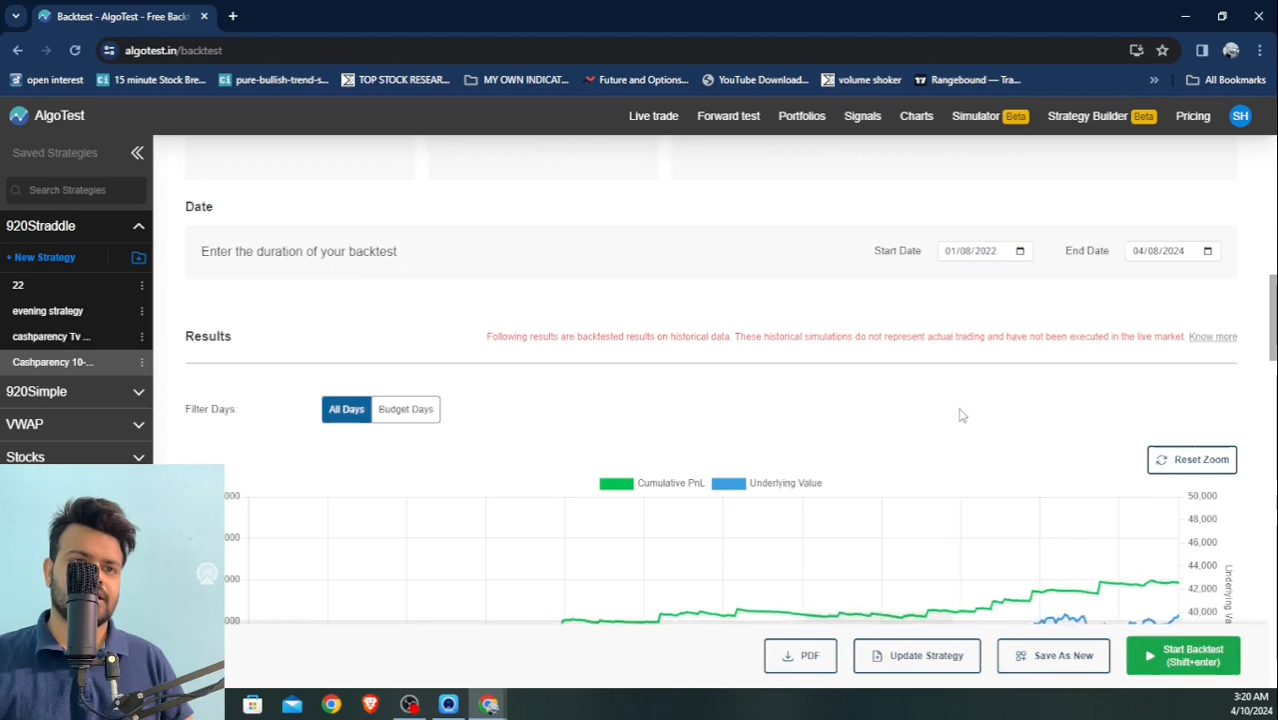 Backtest - AlgoTest - Free Back
algotest.in/backtest
open interest
15 minute Stock Bre...
pure-bullish-trend-s...
TOP STOCK RESEAR...
MY OWN INDICAT...
Future and Options...
YouTube Download...
volume shoker
Rangebound — Tra...
All Bookmarks
AlgoTest
Live trade
Forward test
Portfolios
Signals
Charts
Simulator Beta
Strategy Builder Beta
Pricing
SH
Saved Strategies
Search Strategies
920Straddle
+ New Strategy
22
evening strategy
cashparency Tv ...
Cashparency 10-...
920Simple
VWAP
Stocks
Date
Enter the duration of your backtest
Start Date
01/08/2022
End Date
04/08/2024
Results
Following results are backtested results on historical data. These historical simulations do not represent actual trading and have not been executed in the live market. Know more
Filter Days:
All Days
Budget Days
Reset Zoom
Cumulative PnL
Underlying Value
50,000
48,000
46,000
44,000
42,000
40,000
PDF
Update Strategy
Save As New
Start Backtest
(Shift+enter)
3:20 AM
4/10/2024